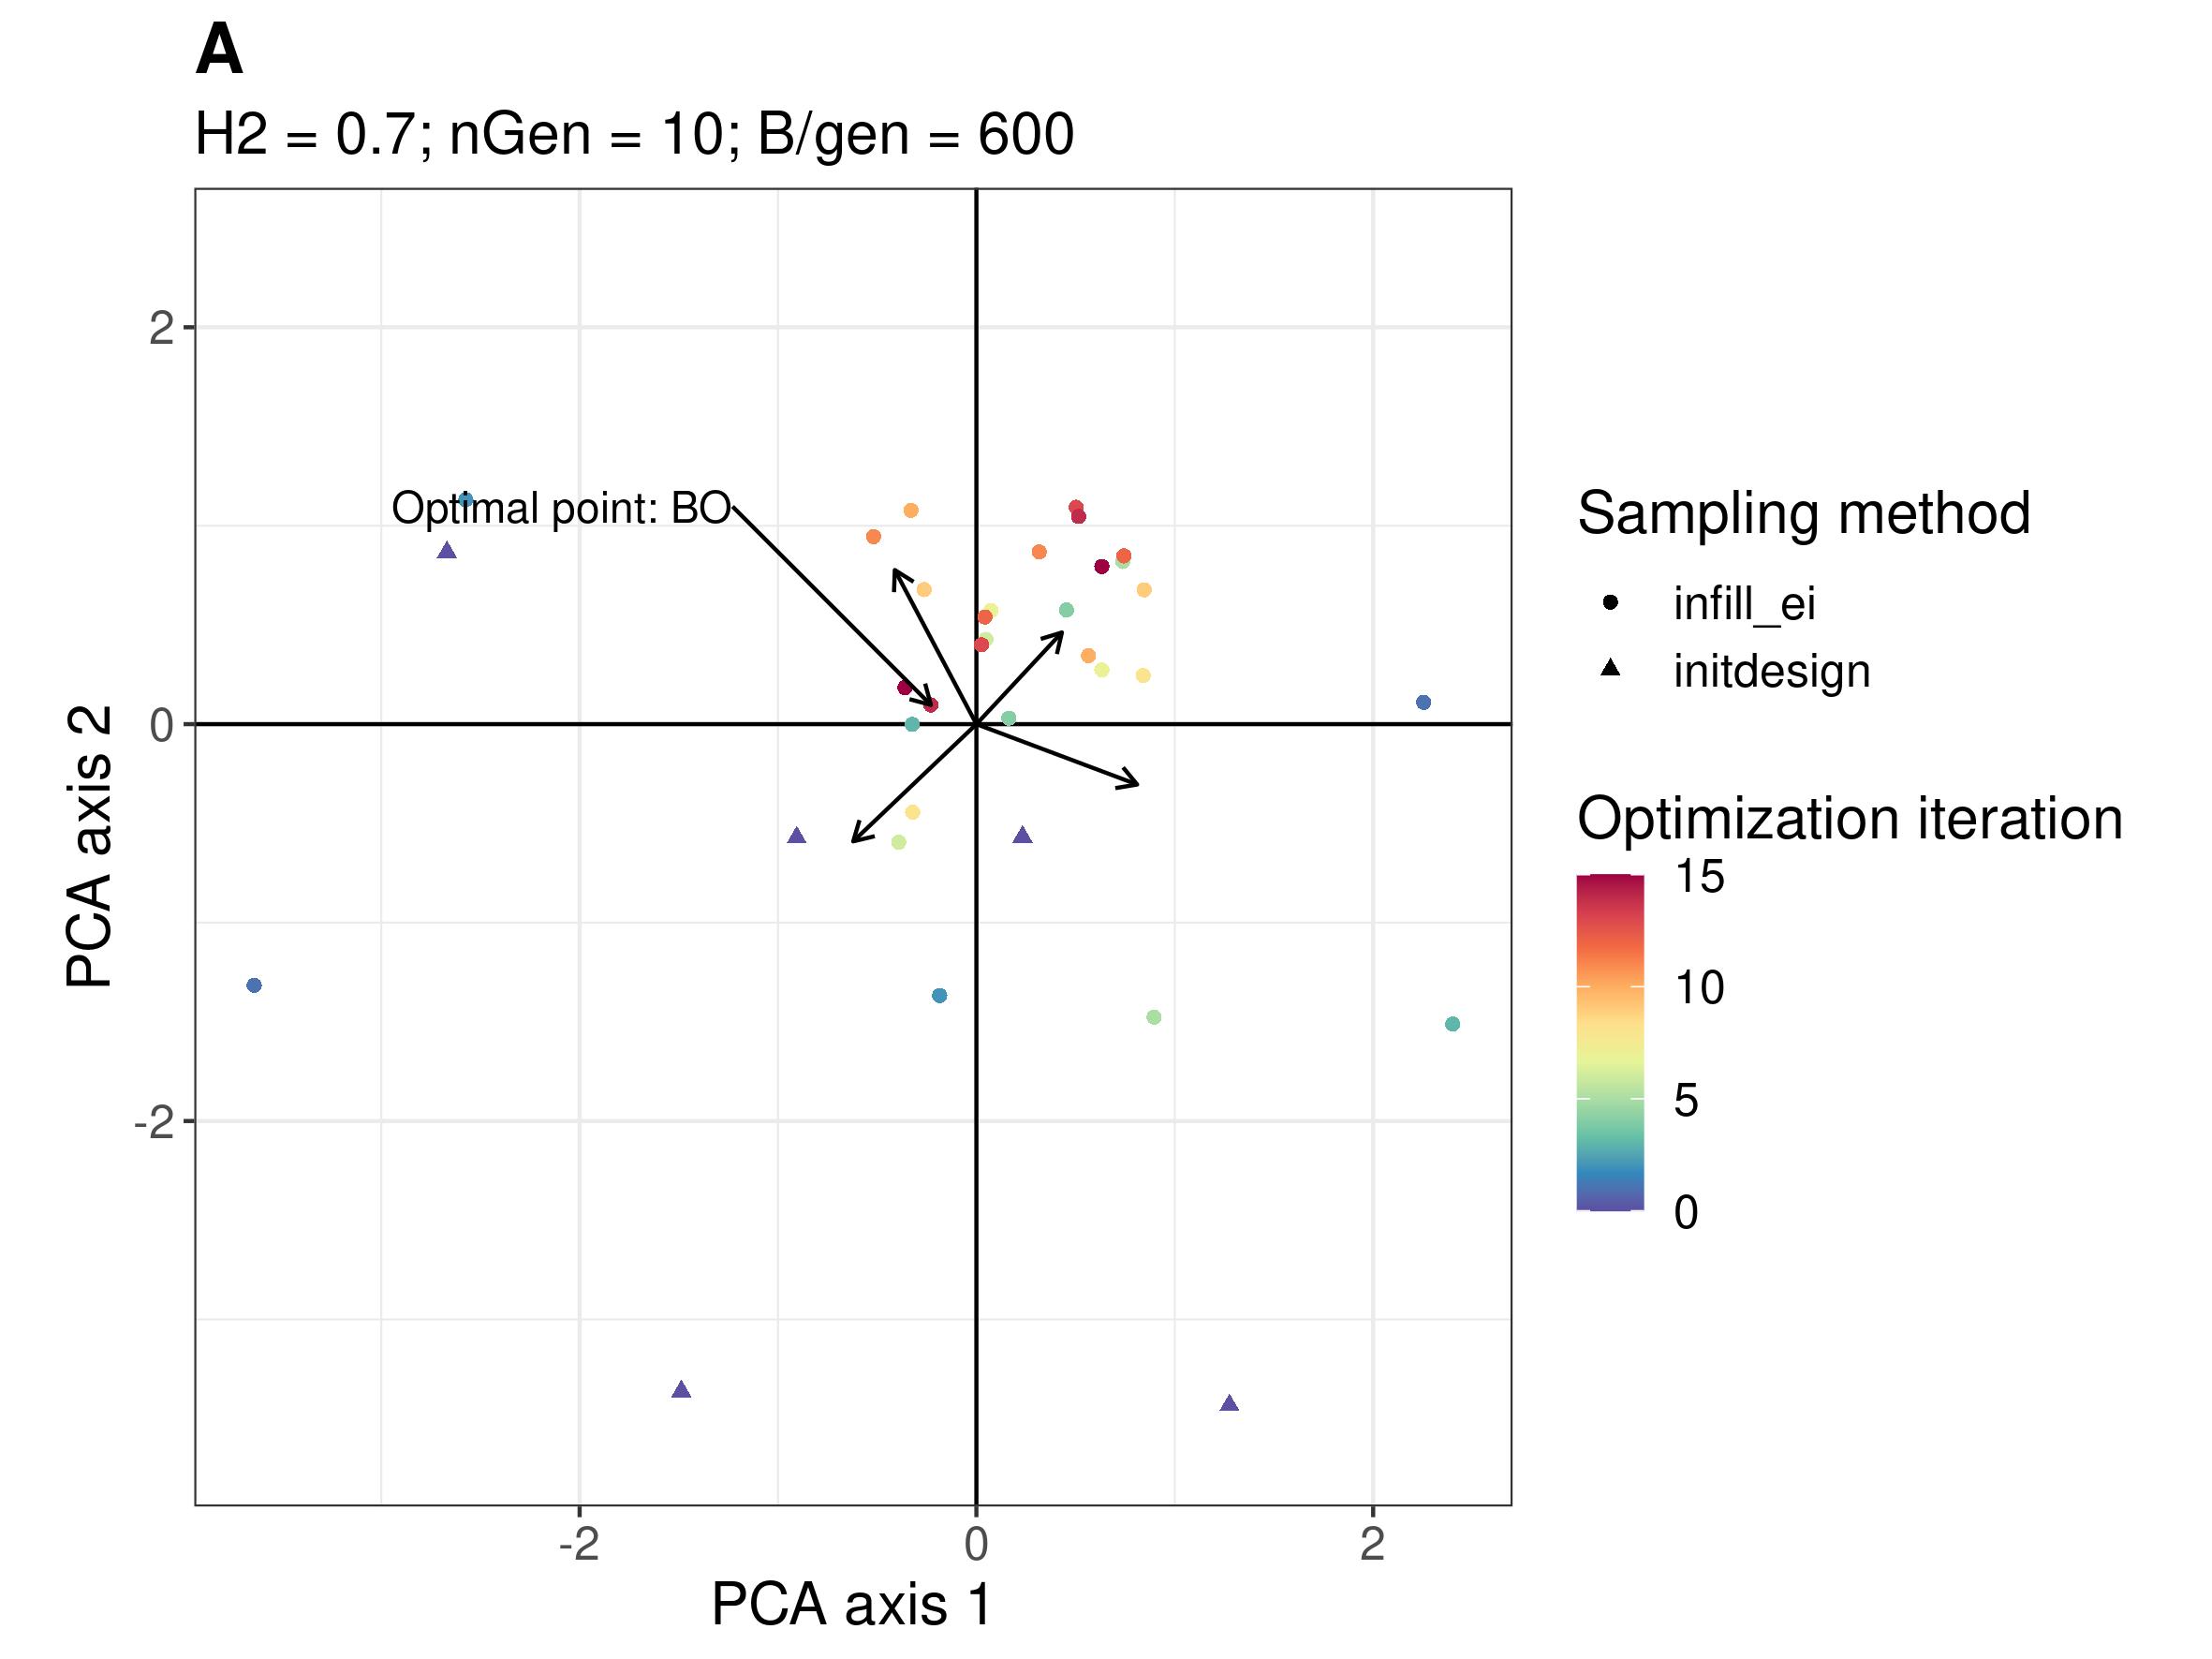 A
H2 = 0.7; nGen = 10; B/gen = 600
Optimal point: BO
PCA axis 2
2
0
-2
-2
0
2
PCA axis 1
Sampling method
infill_ei
initdesign
Optimization iteration
15
10
5
0